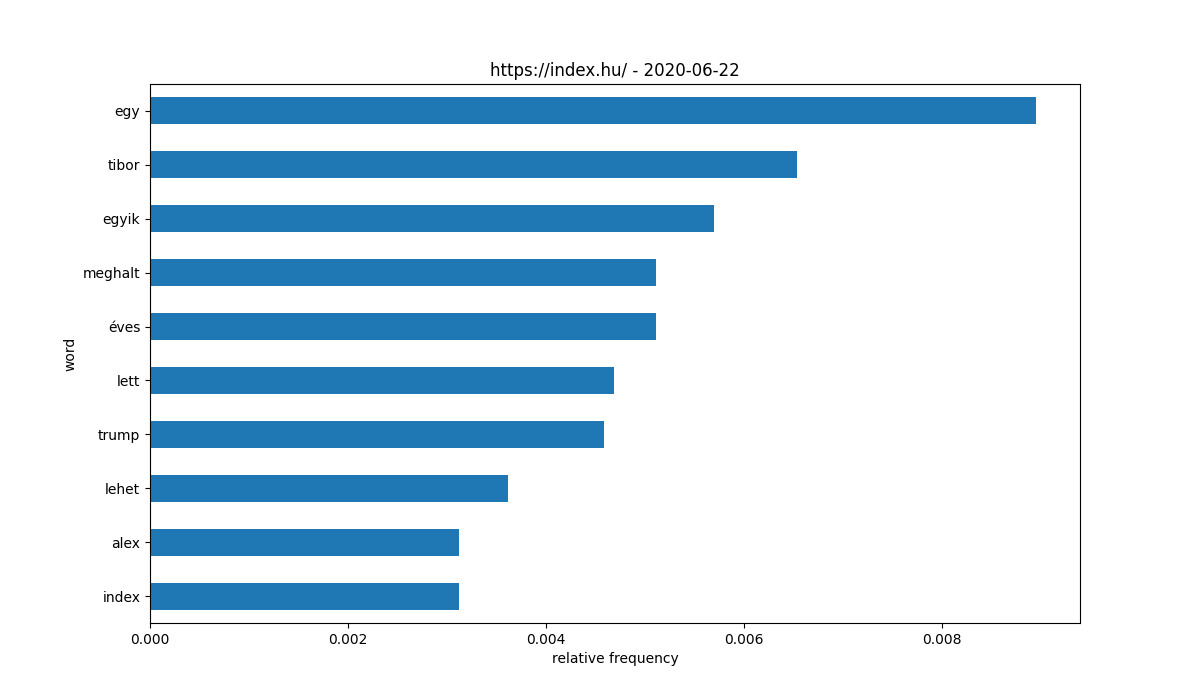 https://index.hu/ - 2020-06-22
egy
tibor
egyik
meghalt
éves
lett
trump
lehet
alex
index
word
0.000 0.002 0.004 0.006 0.008
relative frequency